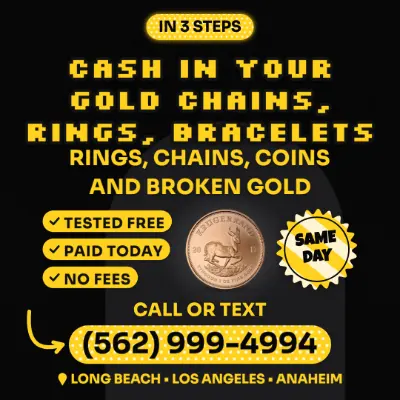 IN 3 STEPS
CASH IN YOUR
GOLD CHAINS,
RINGS, BRACELETS
RINGS, CHAINS, COINS
AND BROKEN GOLD
TESTED FREE
PAID TODAY
NO FEES
KRUGERRAND
SAME
DAY
CALL OR TEXT
(562) 999-4994
LONG BEACH • LOS ANGELES • ANAHEIM